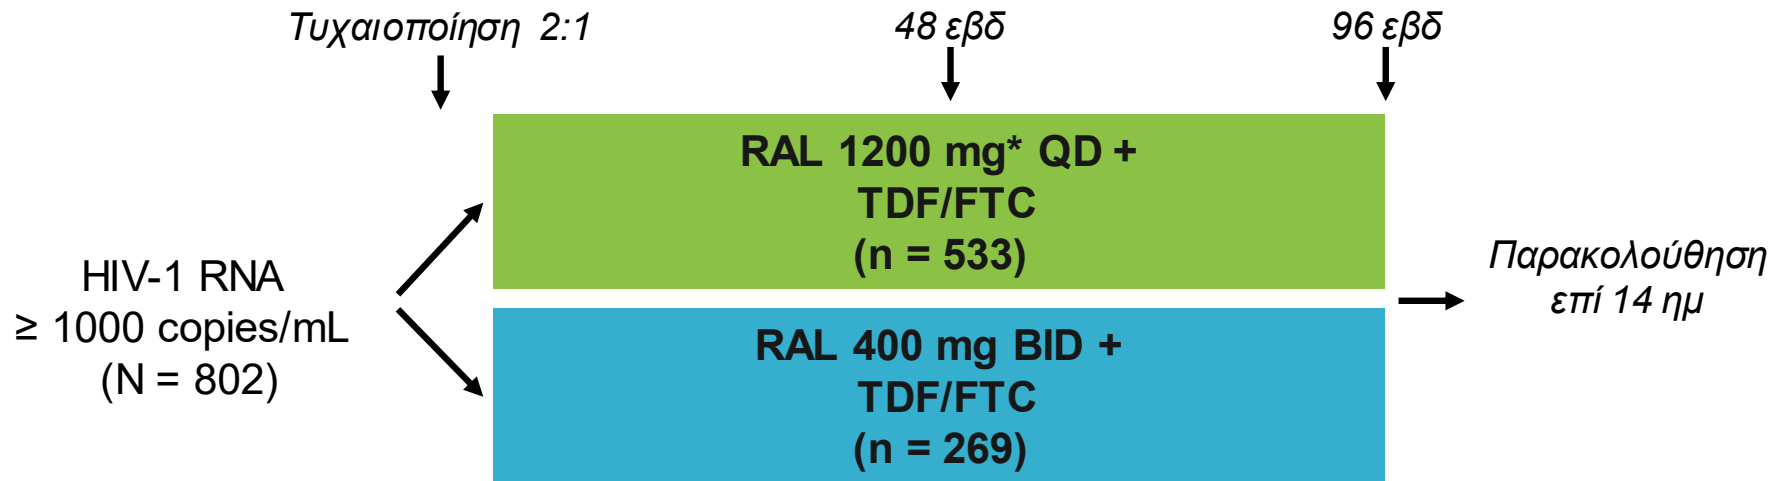 Τυχαιοποίηση 2:1
48 εβδ
96 εβδ
RAL 1200 mg* QD +
TDF/FTC
(n = 533)
HIV-1 RNA
≥ 1000 copies/mL
(N = 802)
RAL 400 mg BID +
TDF/FTC
(n = 269)
Παρακολούθηση
επί 14 ημ